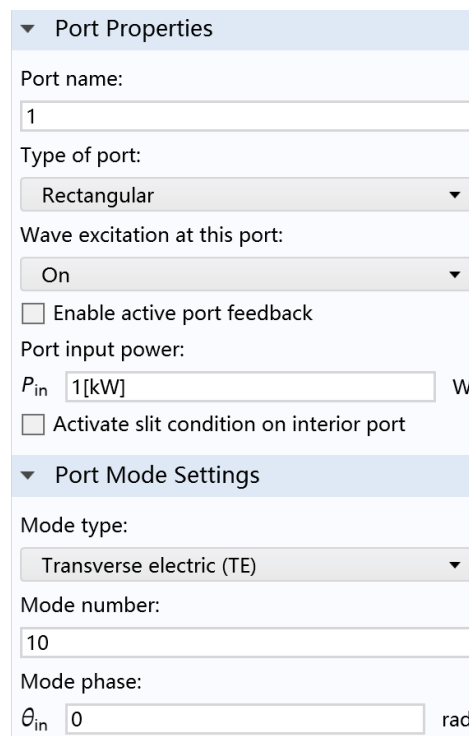 Port Properties
Port name:
1
Type of port:
Rectangular
Wave excitation at this port:
On
Enable active port feedback
Port input power:
Pin 1[kW] W
Activate slit condition on interior port
Port Mode Settings
Mode type:
Transverse electric (TE)
Mode number:
10
Mode phase:
θin 0 rad